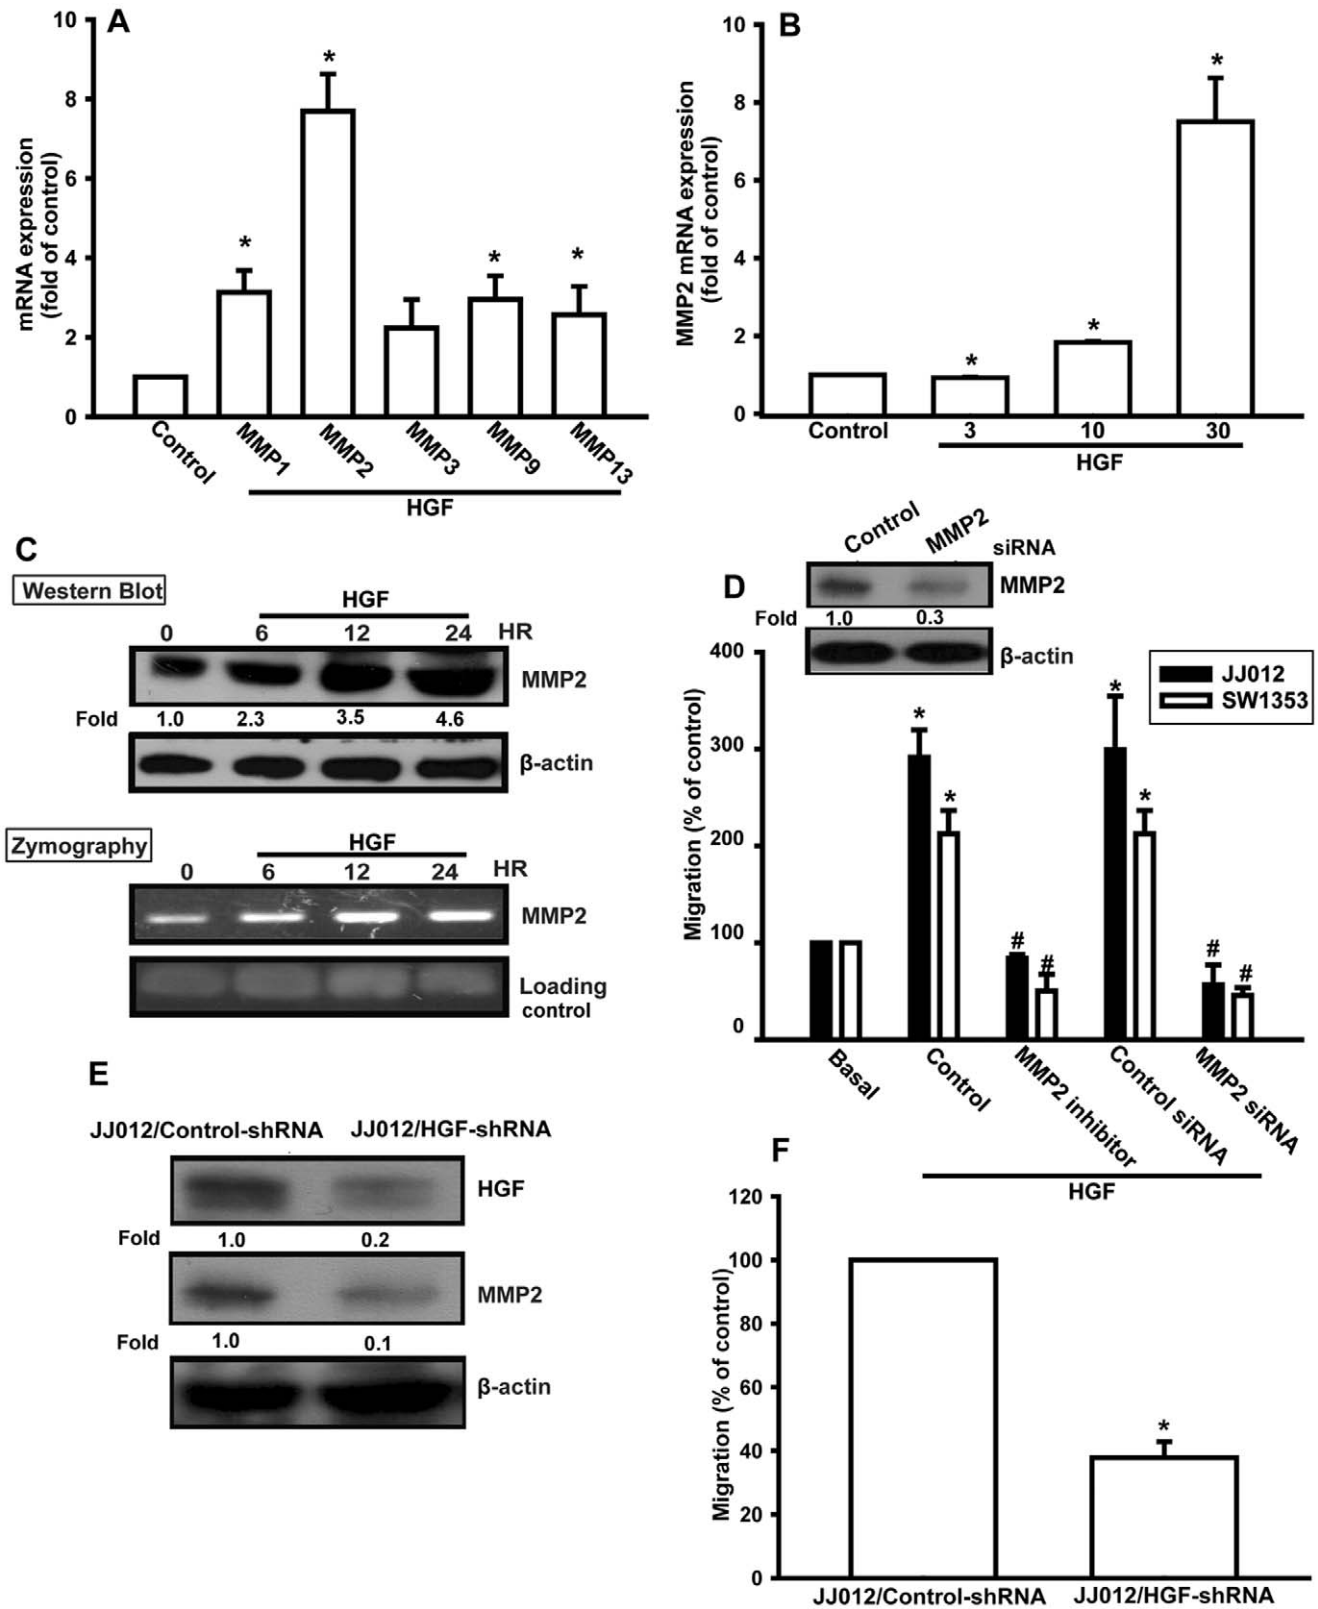 A
mRNA expression
(fold of control)
10
8
6
4
2
0
*
*
*
*
Control
MMP1
MMP2
MMP3
MMP9
MMP13
HGF
B
MMP2 mRNA expression
(fold of control)
10
8
6
4
2
0
*
*
*
Control 3 10 30
HGF
C
Western Blot
HGF
0 6 12 24 HR
MMP2
Fold 1.0 2.3 3.5 4.6
β-actin
Zymography
HGF
0 6 12 24 HR
MMP2
Loading
control
D
Control MMP2 siRNA
MMP2
Fold 1.0 0.3
β-actin
JJ012
SW1353
Migration (% of control)
400
300
200
100
0
* * # # * * # #
Basal
Control
MMP2 inhibitor
Control siRNA
MMP2 siRNA
HGF
E
JJ012/Control-shRNA JJ012/HGF-shRNA
HGF
Fold 1.0 0.2
MMP2
Fold 1.0 0.1
β-actin
F
Migration (% of control)
120
100
80
60
40
20
0
*
JJ012/Control-shRNA JJ012/HGF-shRNA